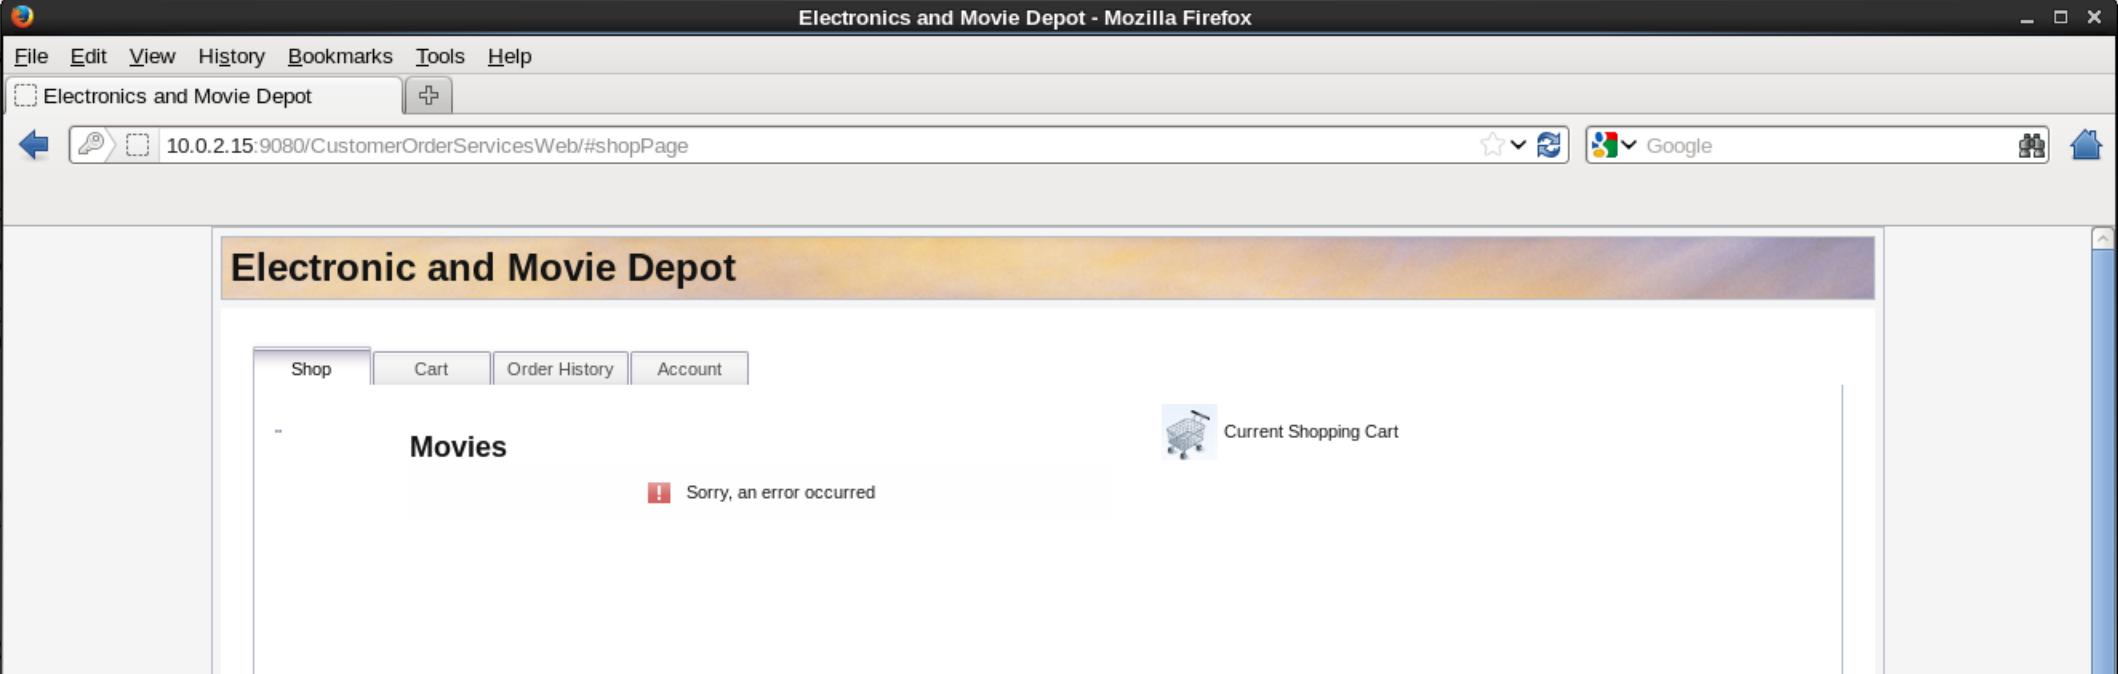 Electronics and Movie Depot - Mozilla Firefox
File Edit View History Bookmarks Tools Help
Electronics and Movie Depot
10.0.2.15:9080/CustomerOrderServicesWeb/#shopPage
Google
Electronic and Movie Depot
Shop Cart Order History Account
Movies
Current Shopping Cart
Sorry, an error occurred